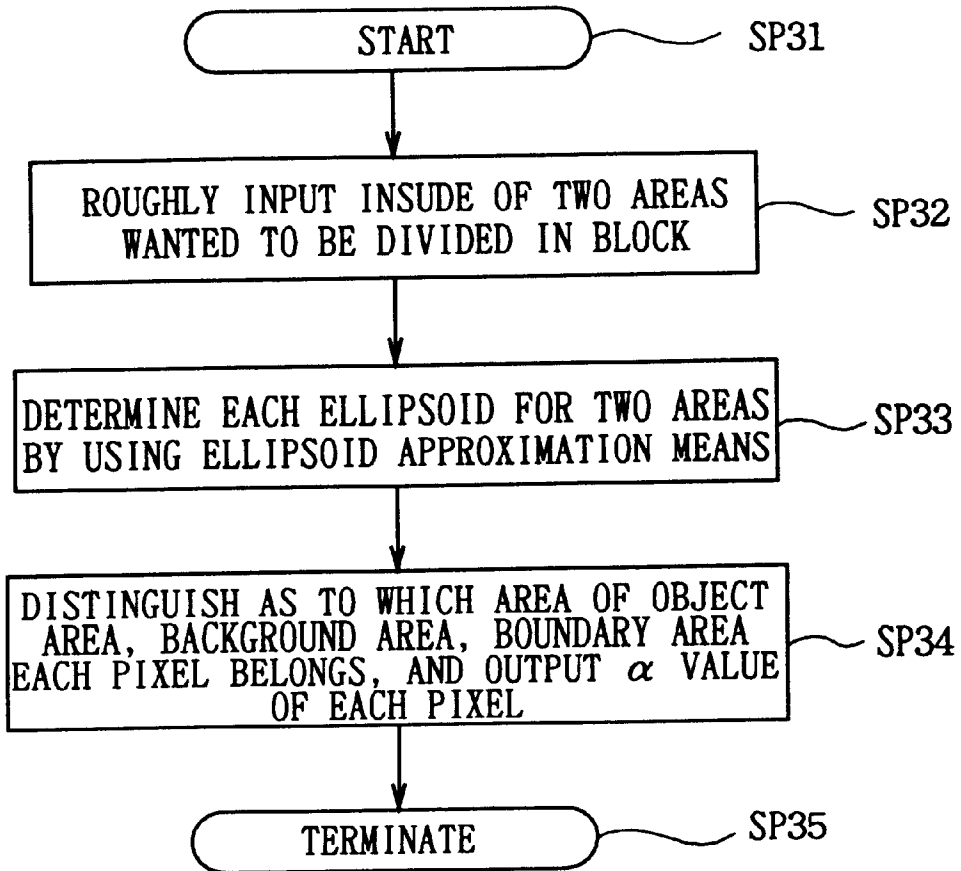 START
SP31
ROUGHLY INPUT INSUDE OF TWO AREAS
WANTED TO BE DIVIDED IN BLOCK
SP32
DETERMINE EACH ELLIPSOID FOR TWO AREAS
BY USING ELLIPSOID APPROXIMATION MEANS
SP33
DISTINGUISH AS TO WHICH AREA OF OBJECT
AREA, BACKGROUND AREA, BOUNDARY AREA
EACH PIXEL BELONGS, AND OUTPUT α VALUE
OF EACH PIXEL
SP34
TERMINATE
SP35